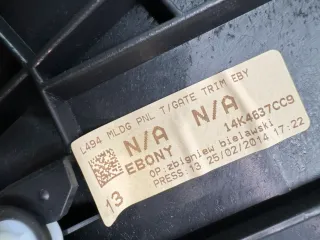 L494 MLDG PNL T/GATE TRIM EBY
N/A N/A
EBONY 14K4637CC9
OP:zbigniew bielawski
13 PRESS 13 25/02/2014 17:22